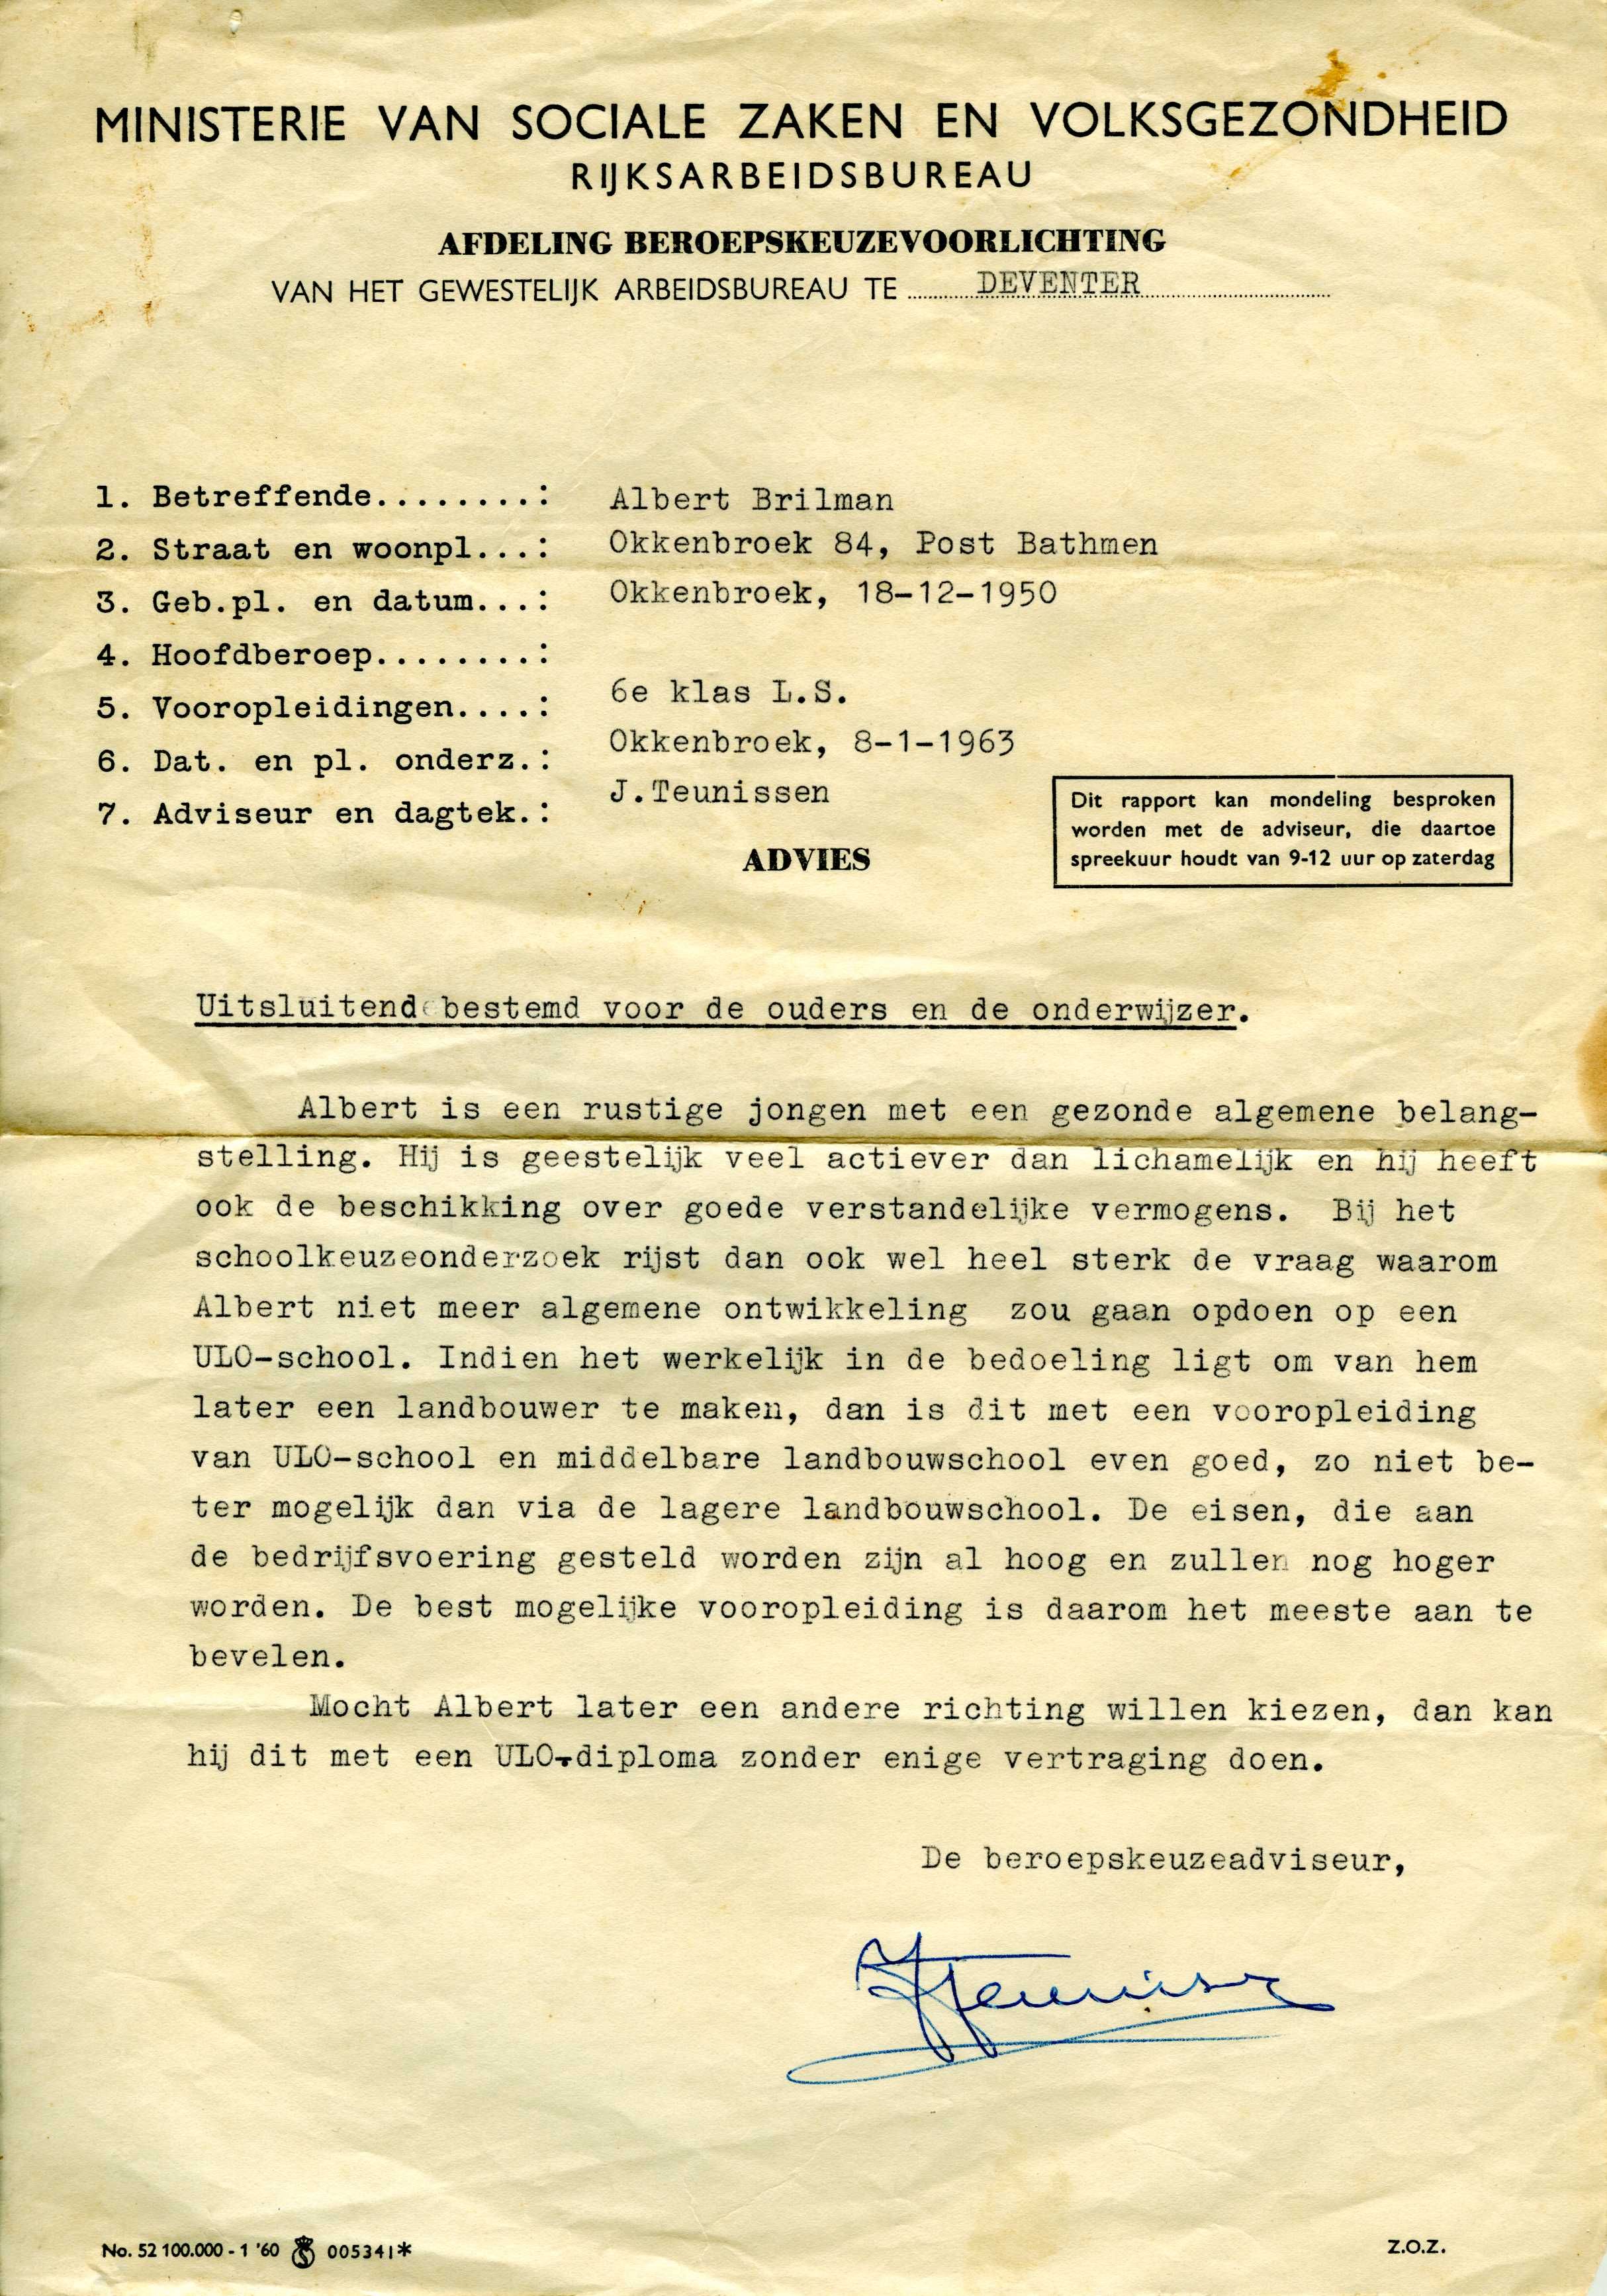 MINISTERIE VAN SOCIALE ZAKEN EN VOLKSGEZONDHEID
RIJKSARBEIDSBUREAU
AFDELING BEROEPSKEUZEVOORLICHTING
VAN HET GEWESTELIJK ARBEIDSBUREAU TE DEVENTER
1. Betreffende........: Albert Brilman
2. Straat en woonpl...: Okkenbroek 84, Post Bathmen
3. Geb.pl. en datum...: Okkenbroek, 18-12-1950
4. Hoofdberoep........:
5. Vooropleidingen....: 6e klas L.S.
6. Dat. en pl. onderz.: Okkenbroek, 8-1-1963
7. Adviseur en dagtek.: J.Teunissen
Dit rapport kan mondeling besproken
worden met de adviseur, die daartoe
spreekuur houdt van 9-12 uur op zaterdag
ADVIES
Uitsluitend bestemd voor de ouders en de onderwijzer.
Albert is een rustige jongen met een gezonde algemene belang-
stelling. Hij is geestelijk veel actiever dan lichamelijk en hij heeft
ook de beschikking over goede verstandelijke vermogens. Bij het
schoolkeuzeonderzoek rijst dan ook wel heel sterk de vraag waarom
Albert niet meer algemene ontwikkeling zou gaan opdoen op een
ULO-school. Indien het werkelijk in de bedoeling ligt om van hem
later een landbouwer te maken, dan is dit met een vooropleiding
van ULO-school en middelbare landbouwschool even goed, zo niet be-
ter mogelijk dan via de lagere landbouwschool. De eisen, die aan
de bedrijfsvoering gesteld worden zijn al hoog en zullen nog hoger
worden. De best mogelijke vooropleiding is daarom het meeste aan te
bevelen.
Mocht Albert later een andere richting willen kiezen, dan kan
hij dit met een ULO-diploma zonder enige vertraging doen.
De beroepskeuzeadviseur,
No. 52 100.000 - 1 '60 005341*
Z.O.Z.